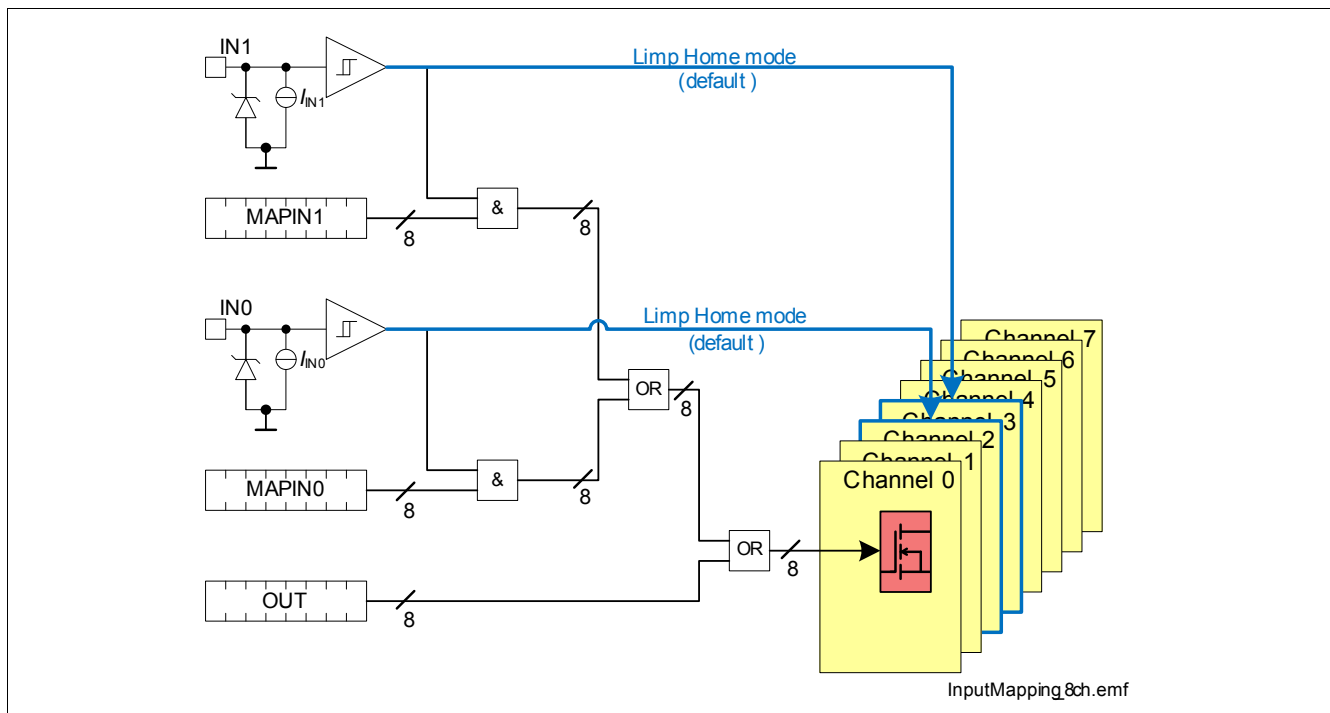 IN1
Limp Home mode
(default )
I IN1
MAPIN1
8
&
8
IN0
Limp Home mode
(default )
I IN0
Channel 7
Channel 6
Channel 5
Channel 4
Channel 3
Channel 2
Channel 1
Channel 0
OR
8
MAPIN0
8
&
8
OR
8
OUT
8
InputMapping_8ch.emf